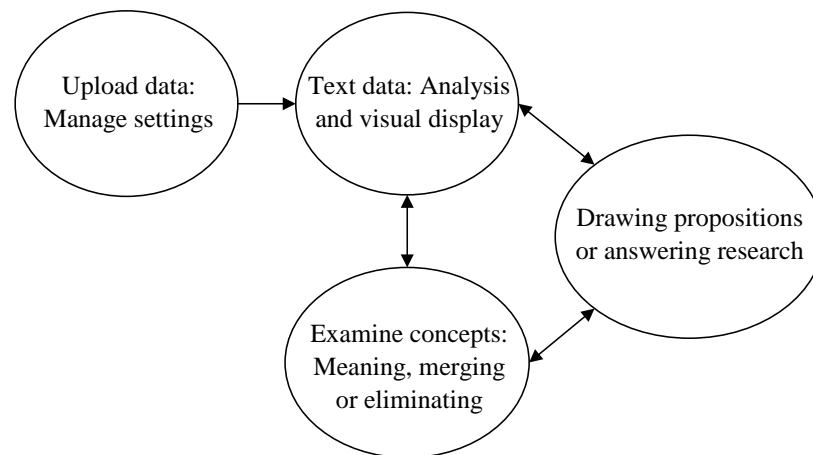 Upload data:
Manage settings
Text data: Analysis
and visual display
Drawing propositions
or answering research
Examine concepts:
Meaning, merging
or eliminating